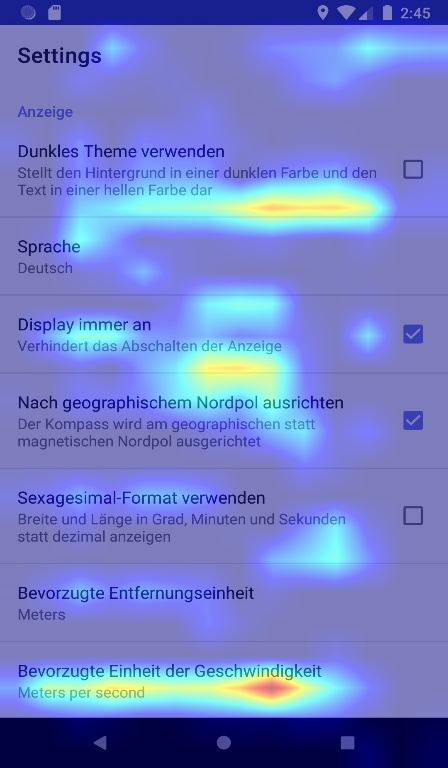 2:45
Settings
Anzeige
Dunkles Theme verwenden
Stellt den Hintergrund in einer dunklen Farbe und den
Text in einer hellen Farbe dar
Sprache
Deutsch
Display immer an
Verhindert das Abschalten der Anzeige
Nach geographischem Nordpol ausrichten
Der Kompass wird am geographischen statt
magnetischen Nordpol ausgerichtet
Sexagesimal-Format verwenden
Breite und Länge in Grad, Minuten und Sekunden
statt dezimal anzeigen
Bevorzugte Entfernungseinheit
Meters
Bevorzugte Einheit der Geschwindigkeit
Meters per second